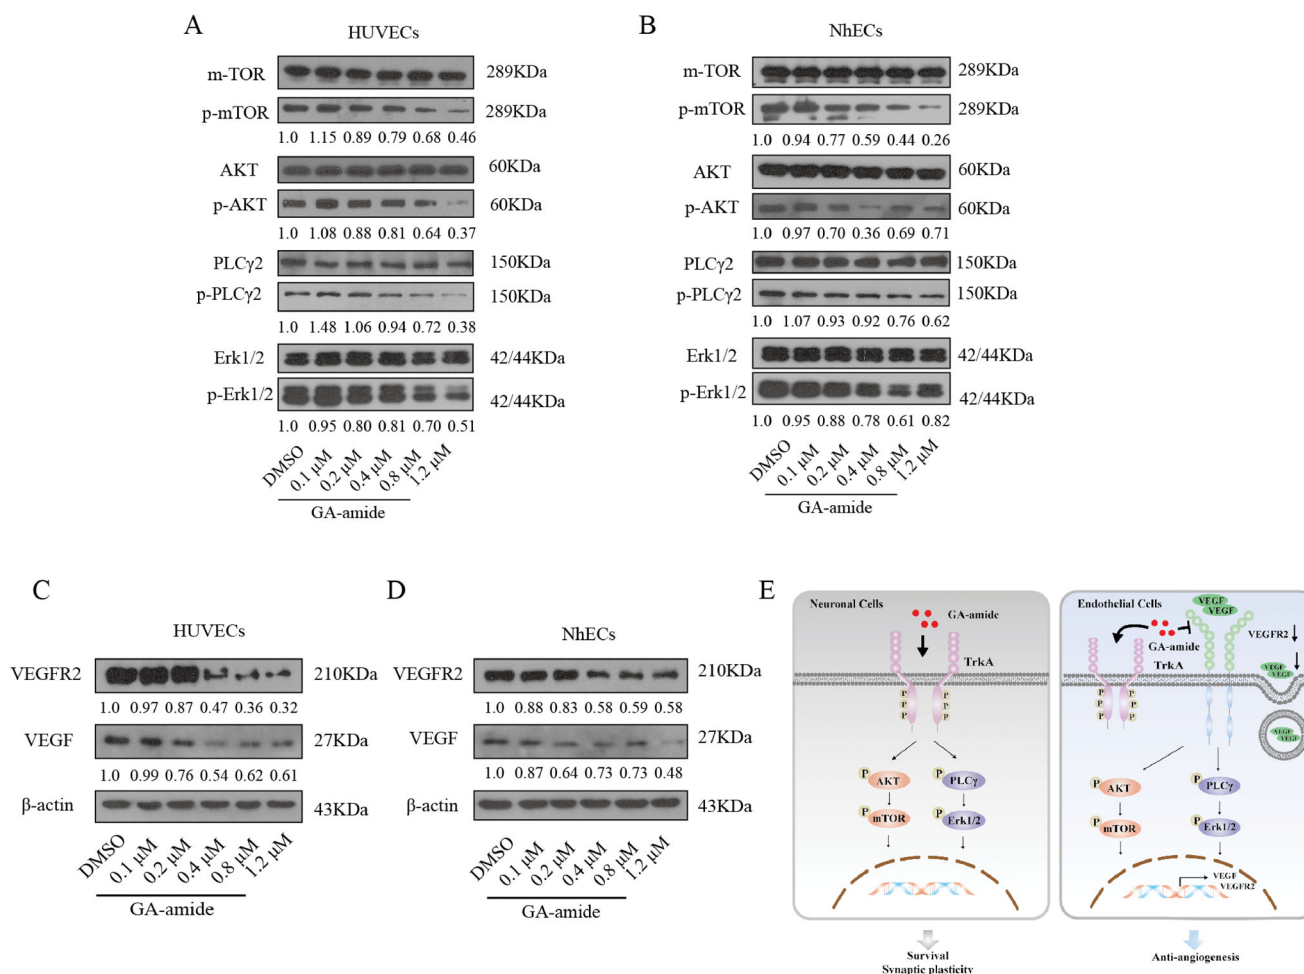 A
HUVECs
m-TOR 289KDa
p-mTOR 289KDa
1.0 1.15 0.89 0.79 0.68 0.46
AKT 60KDa
p-AKT 60KDa
1.0 1.08 0.88 0.81 0.64 0.37
PLCγ2 150KDa
p-PLCγ2 150KDa
1.0 1.48 1.06 0.94 0.72 0.38
Erk1/2 42/44KDa
p-Erk1/2 42/44KDa
1.0 0.95 0.80 0.81 0.70 0.51
DMSO 0.1 μM 0.2 μM 0.4 μM 0.8 μM 1.2 μM
GA-amide
B
NhECs
m-TOR 289KDa
p-mTOR 289KDa
1.0 0.94 0.77 0.59 0.44 0.26
AKT 60KDa
p-AKT 60KDa
1.0 0.97 0.70 0.36 0.69 0.71
PLCγ2 150KDa
p-PLCγ2 150KDa
1.0 1.07 0.93 0.92 0.76 0.62
Erk1/2 42/44KDa
p-Erk1/2 42/44KDa
1.0 0.95 0.88 0.78 0.61 0.82
DMSO 0.1 μM 0.2 μM 0.4 μM 0.8 μM 1.2 μM
GA-amide
C
HUVECs
VEGFR2 210KDa
1.0 0.97 0.87 0.47 0.36 0.32
VEGF 27KDa
1.0 0.99 0.76 0.54 0.62 0.61
β-actin 43KDa
DMSO 0.1 μM 0.2 μM 0.4 μM 0.8 μM 1.2 μM
GA-amide
D
NhECs
VEGFR2 210KDa
1.0 0.88 0.83 0.58 0.59 0.58
VEGF 27KDa
1.0 0.87 0.64 0.73 0.73 0.48
β-actin 43KDa
DMSO 0.1 μM 0.2 μM 0.4 μM 0.8 μM 1.2 μM
GA-amide
E
Neuronal Cells
GA-amide
TrkA
P P
P P
P P
P AKT P PLCγ
P mTOR P Erk1/2
Survival
Synaptic plasticity
Endothelial Cells
VEGF
VEGF
GA-amide
VEGFR2
TrkA
VEGF
VEGF
P P
P P
P P
VEGF
VEGF
P AKT P PLCγ
P mTOR P Erk1/2
VEGF
VEGFR2
Anti-angiogenesis